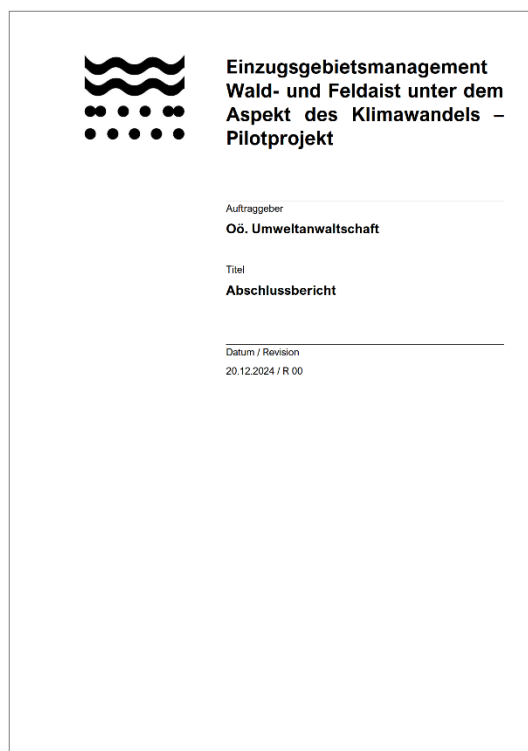 Einzugsgebietsmanagement
Wald- und Feldaist unter dem
Aspekt des Klimawandels –
Pilotprojekt
Auftraggeber
Oö. Umweltanwaltschaft
Titel
Abschlussbericht
Datum / Revision
20.12.2024 / R 00